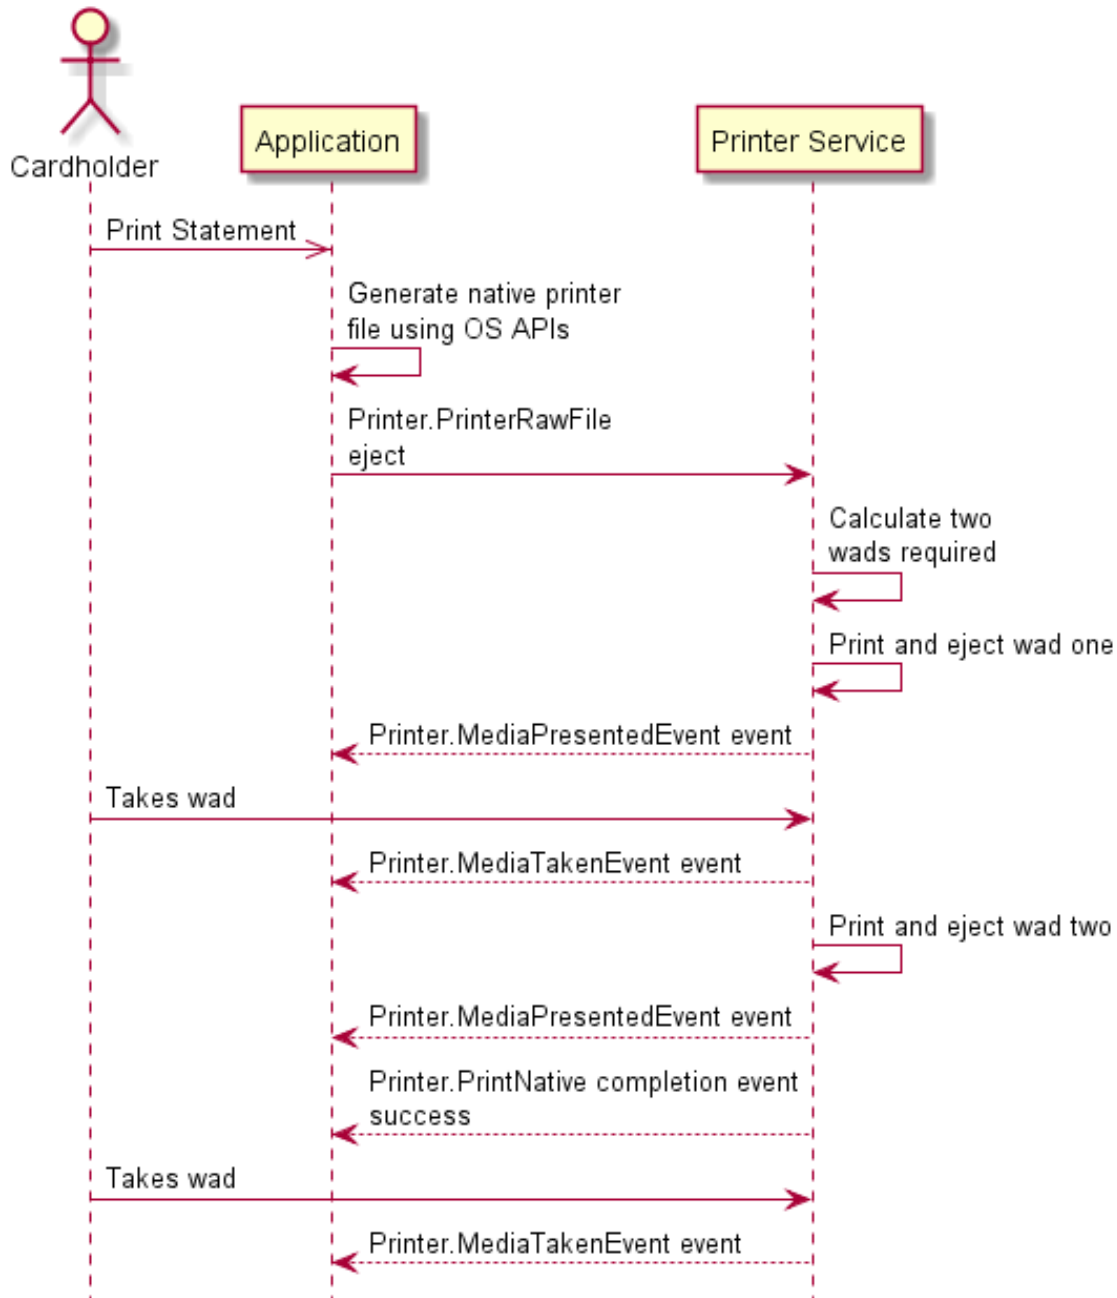 Cardholder
Application
Printer Service
Print Statement
Generate native printer
file using OS APIs
Printer.PrinterRawFile
eject
Calculate two
wads required
Print and eject wad one
Printer.MediaPresentedEvent event
Takes wad
Printer.MediaTakenEvent event
Print and eject wad two
Printer.MediaPresentedEvent event
Printer.PrintNative completion event
success
Takes wad
Printer.MediaTakenEvent event